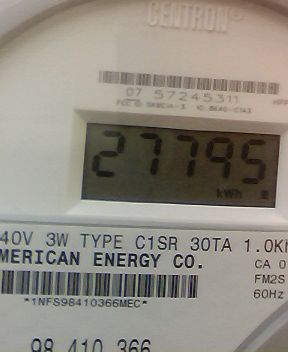 CENTRON®
07 57245311
27795
kWh
40V 3W TYPE C1SR 30TA 1.0Kh
MERICAN ENERGY CO.
CA 0
FM2S
60Hz
*1NFS98410366MEC*
98 410 366